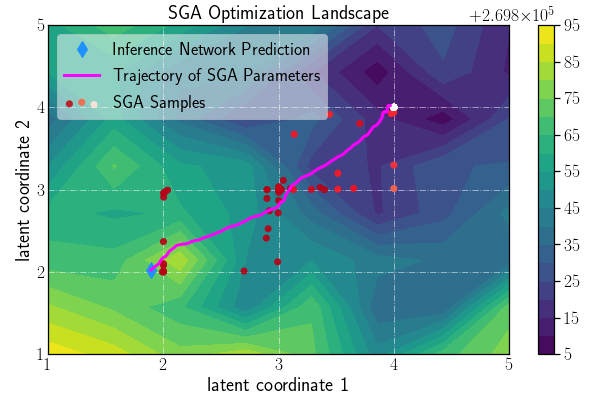 SGA Optimization Landscape
+2.698×10⁵
Inference Network Prediction
Trajectory of SGA Parameters
SGA Samples
latent coordinate 2
5
4
3
2
1
1 2 3 4 5
latent coordinate 1
95
85
75
65
55
45
35
25
15
5